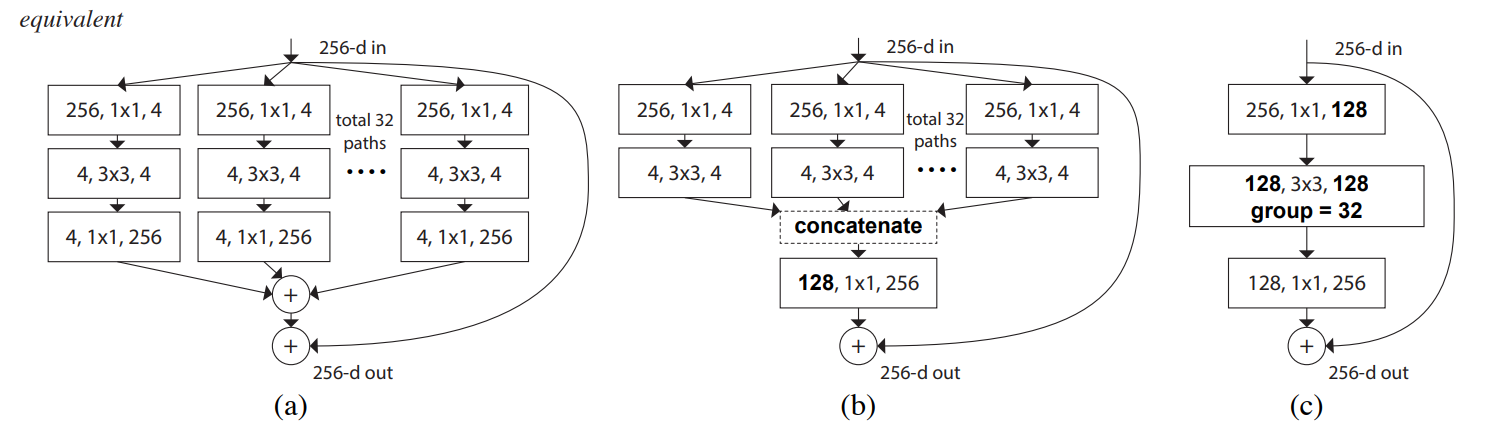 equivalent
256-d in
256, 1x1, 4
256, 1x1, 4
256, 1x1, 4
total 32
paths
4, 3x3, 4
4, 3x3, 4
....
4, 3x3, 4
4, 1x1, 256
4, 1x1, 256
4, 1x1, 256
+
+
256-d out
(a)
256-d in
256, 1x1, 4
256, 1x1, 4
256, 1x1, 4
total 32
paths
4, 3x3, 4
4, 3x3, 4
....
4, 3x3, 4
concatenate
128, 1x1, 256
+
256-d out
(b)
256-d in
256, 1x1, 128
128, 3x3, 128
group = 32
128, 1x1, 256
+
256-d out
(c)